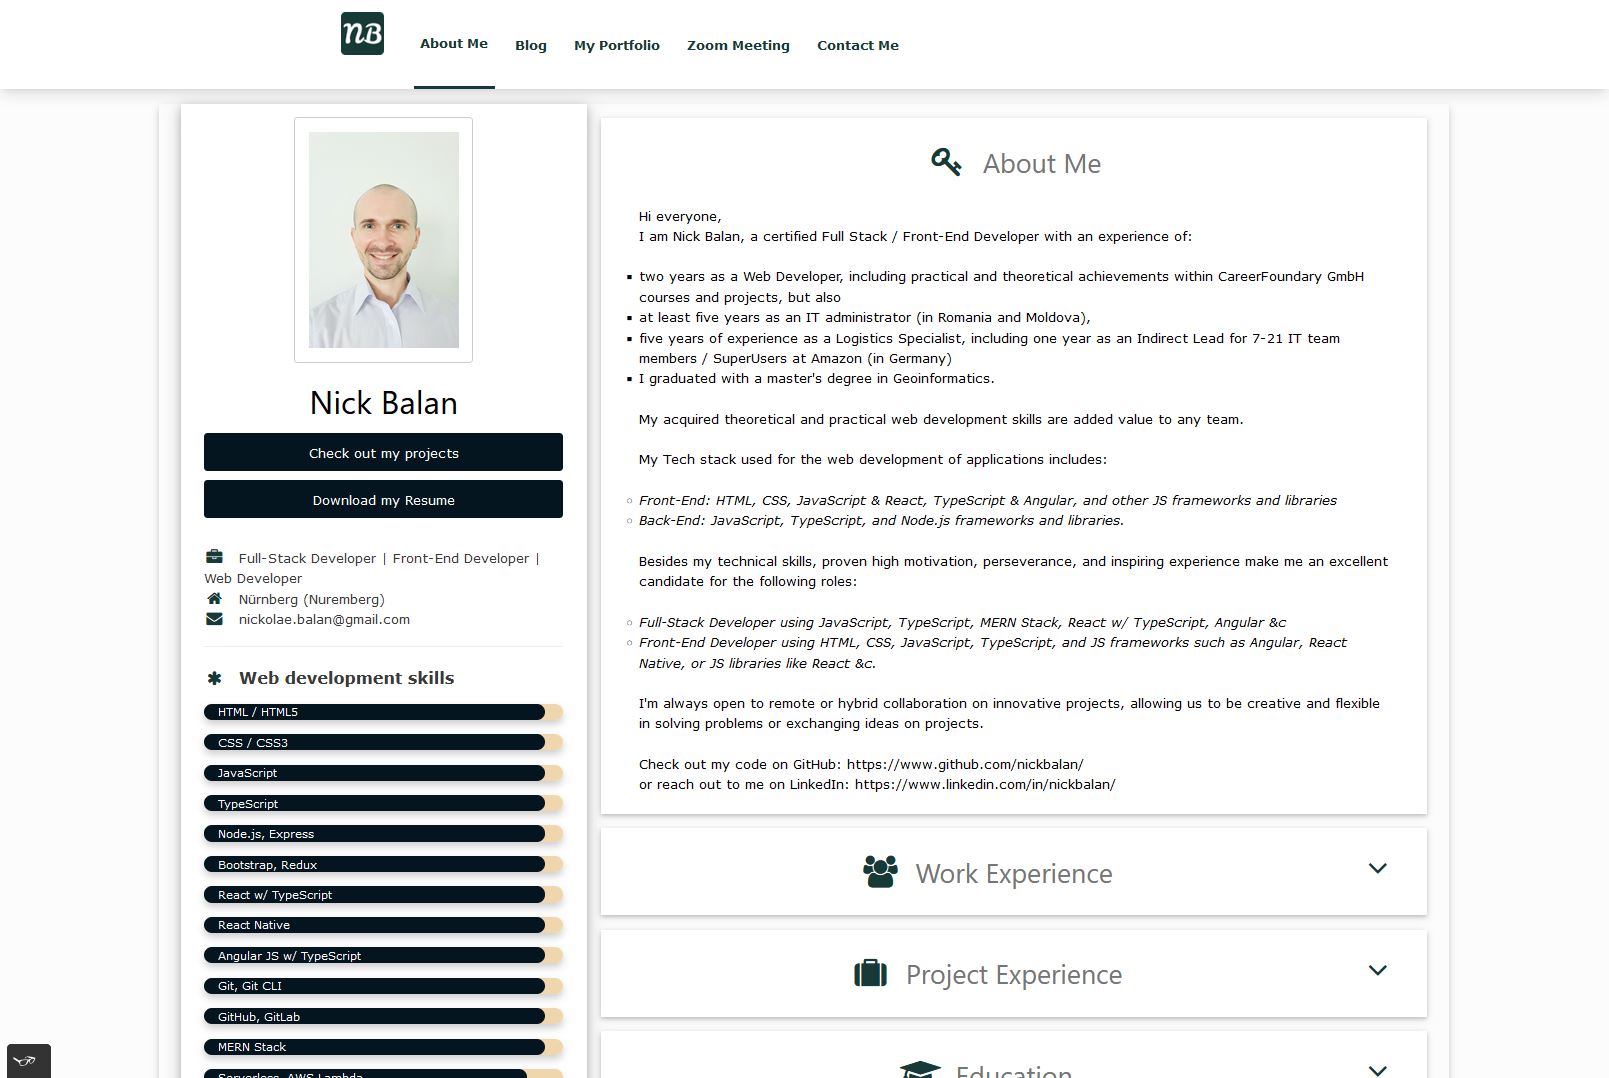 NB
About Me
Blog
My Portfolio
Zoom Meeting
Contact Me
Nick Balan
Check out my projects
Download my Resume
Full-Stack Developer | Front-End Developer |
Web Developer
Nürnberg (Nuremberg)
nickolae.balan@gmail.com
Web development skills
HTML / HTML5
CSS / CSS3
JavaScript
TypeScript
Node.js, Express
Bootstrap, Redux
React w/ TypeScript
React Native
Angular JS w/ TypeScript
Git, Git CLI
GitHub, GitLab
MERN Stack
Serverless, AWS Lambda
About Me
Hi everyone,
I am Nick Balan, a certified Full Stack / Front-End Developer with an experience of:
▪ two years as a Web Developer, including practical and theoretical achievements within CareerFoundary GmbH
courses and projects, but also
▪ at least five years as an IT administrator (in Romania and Moldova),
▪ five years of experience as a Logistics Specialist, including one year as an Indirect Lead for 7-21 IT team
members / SuperUsers at Amazon (in Germany)
▪ I graduated with a master's degree in Geoinformatics.
My acquired theoretical and practical web development skills are added value to any team.
My Tech stack used for the web development of applications includes:
◦ Front-End: HTML, CSS, JavaScript & React, TypeScript & Angular, and other JS frameworks and libraries
◦ Back-End: JavaScript, TypeScript, and Node.js frameworks and libraries.
Besides my technical skills, proven high motivation, perseverance, and inspiring experience make me an excellent
candidate for the following roles:
◦ Full-Stack Developer using JavaScript, TypeScript, MERN Stack, React w/ TypeScript, Angular &c
◦ Front-End Developer using HTML, CSS, JavaScript, TypeScript, and JS frameworks such as Angular, React
Native, or JS libraries like React &c.
I'm always open to remote or hybrid collaboration on innovative projects, allowing us to be creative and flexible
in solving problems or exchanging ideas on projects.
Check out my code on GitHub: https://www.github.com/nickbalan/
or reach out to me on LinkedIn: https://www.linkedin.com/in/nickbalan/
Work Experience
Project Experience
Education